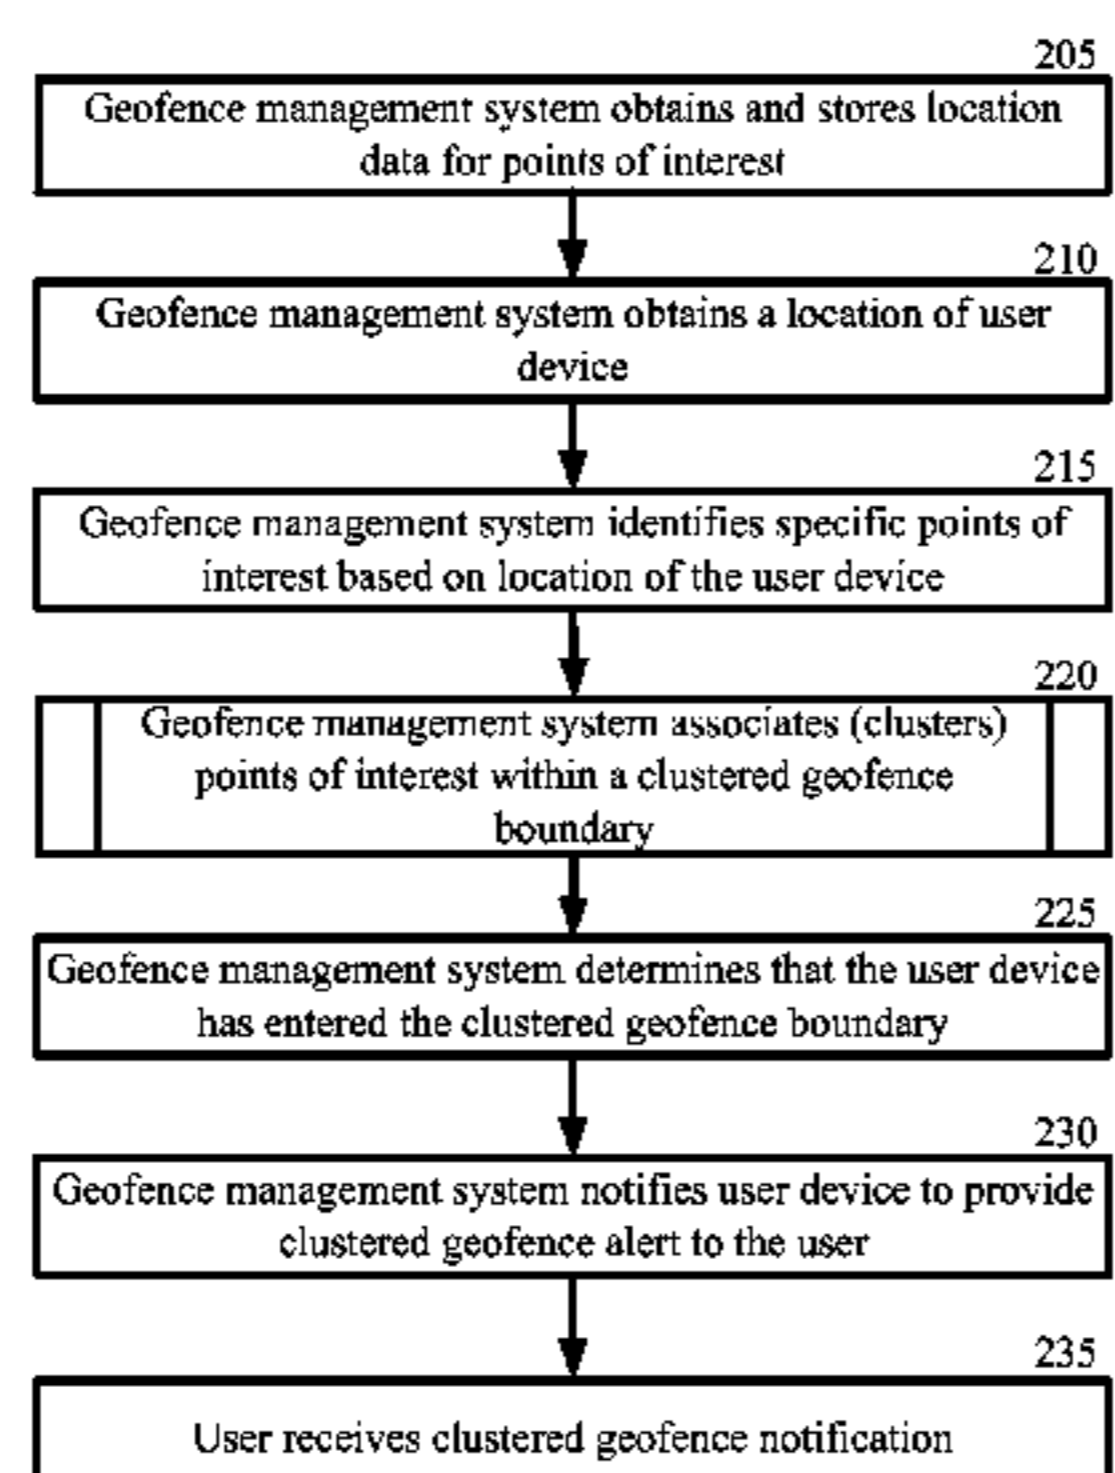 205
Geofence management system obtains and stores location
data for points of interest
210
Geofence management system obtains a location of user
device
215
Geofence management system identifies specific points of
interest based on location of the user device
220
Geofence management system associates (clusters)
points of interest within a clustered geofence
boundary
225
Geofence management system determines that the user device
has entered the clustered geofence boundary
230
Geofence management system notifies user device to provide
clustered geofence alert to the user
235
User receives clustered geofence notification